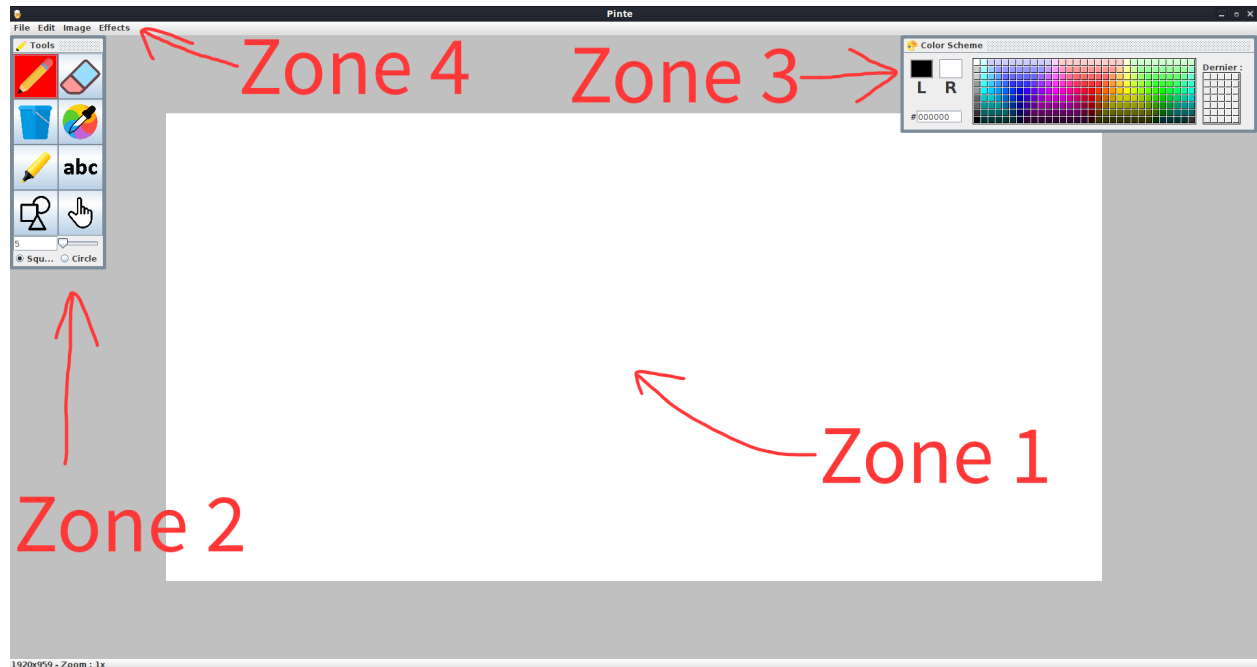 Pinte
File Edit Image Effects
Tools
Zone 4
Zone 3
Color Scheme
Dernier :
L R
#000000
abc
5
Squ... Circle
Zone 1
Zone 2
1920x959 - Zoom : 1x